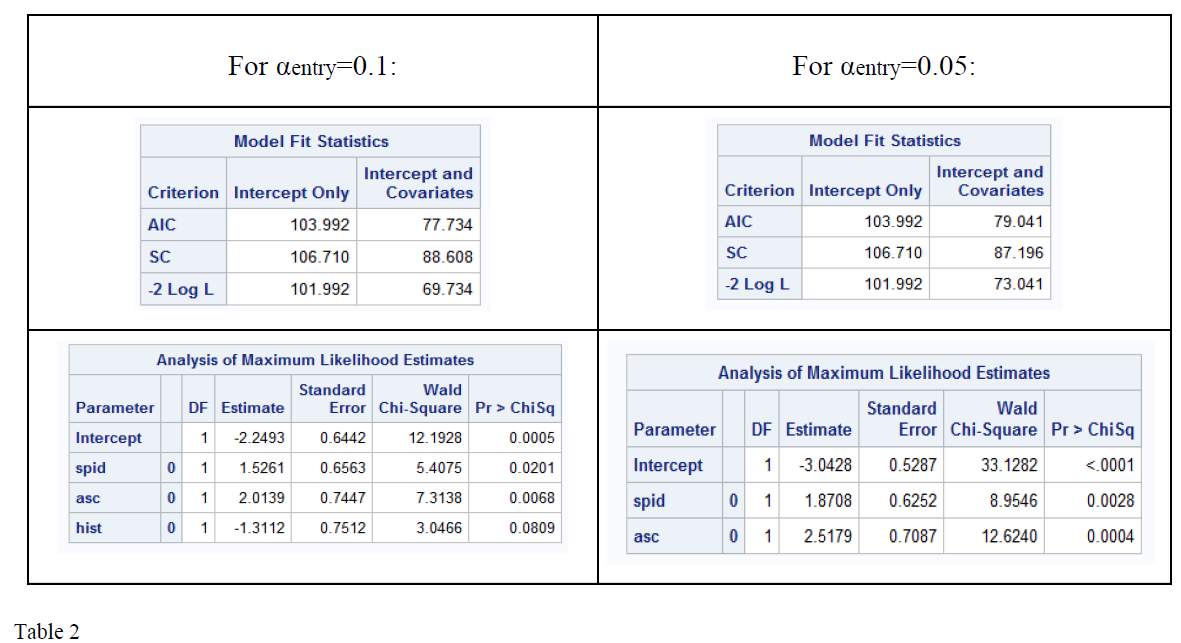 For αentry=0.1:
For αentry=0.05:
Model Fit Statistics
Criterion Intercept Only Intercept and Covariates
AIC 103.992 77.734
SC 106.710 88.608
-2 Log L 101.992 69.734
Model Fit Statistics
Criterion Intercept Only Intercept and Covariates
AIC 103.992 79.041
SC 106.710 87.196
-2 Log L 101.992 73.041
Analysis of Maximum Likelihood Estimates
Parameter DF Estimate Standard Error Wald Chi-Square Pr > ChiSq
Intercept 1 -2.2493 0.6442 12.1928 0.0005
spid 0 1 1.5261 0.6563 5.4075 0.0201
asc 0 1 2.0139 0.7447 7.3138 0.0068
hist 0 1 -1.3112 0.7512 3.0466 0.0809
Analysis of Maximum Likelihood Estimates
Parameter DF Estimate Standard Error Wald Chi-Square Pr > ChiSq
Intercept 1 -3.0428 0.5287 33.1282 <.0001
spid 0 1 1.8708 0.6252 8.9546 0.0028
asc 0 1 2.5179 0.7087 12.6240 0.0004
Table 2